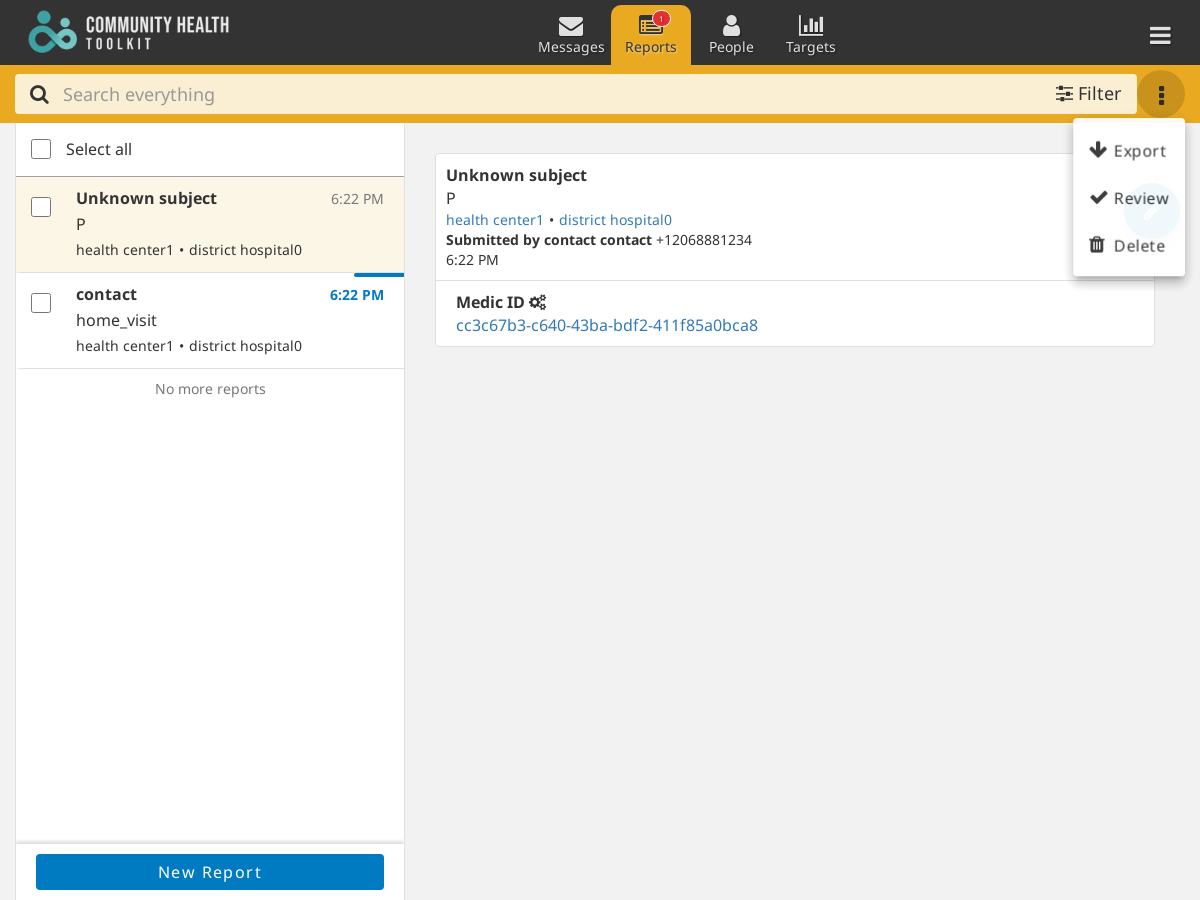 COMMUNITY HEALTH
TOOLKIT
Messages
1
Reports
People
Targets
Search everything
Filter
Export
Review
Delete
Select all
Unknown subject 6:22 PM
P
health center1 • district hospital0
contact 6:22 PM
home_visit
health center1 • district hospital0
No more reports
New Report
Unknown subject
P
health center1 • district hospital0
Submitted by contact contact +12068881234
6:22 PM
Medic ID
cc3c67b3-c640-43ba-bdf2-411f85a0bca8